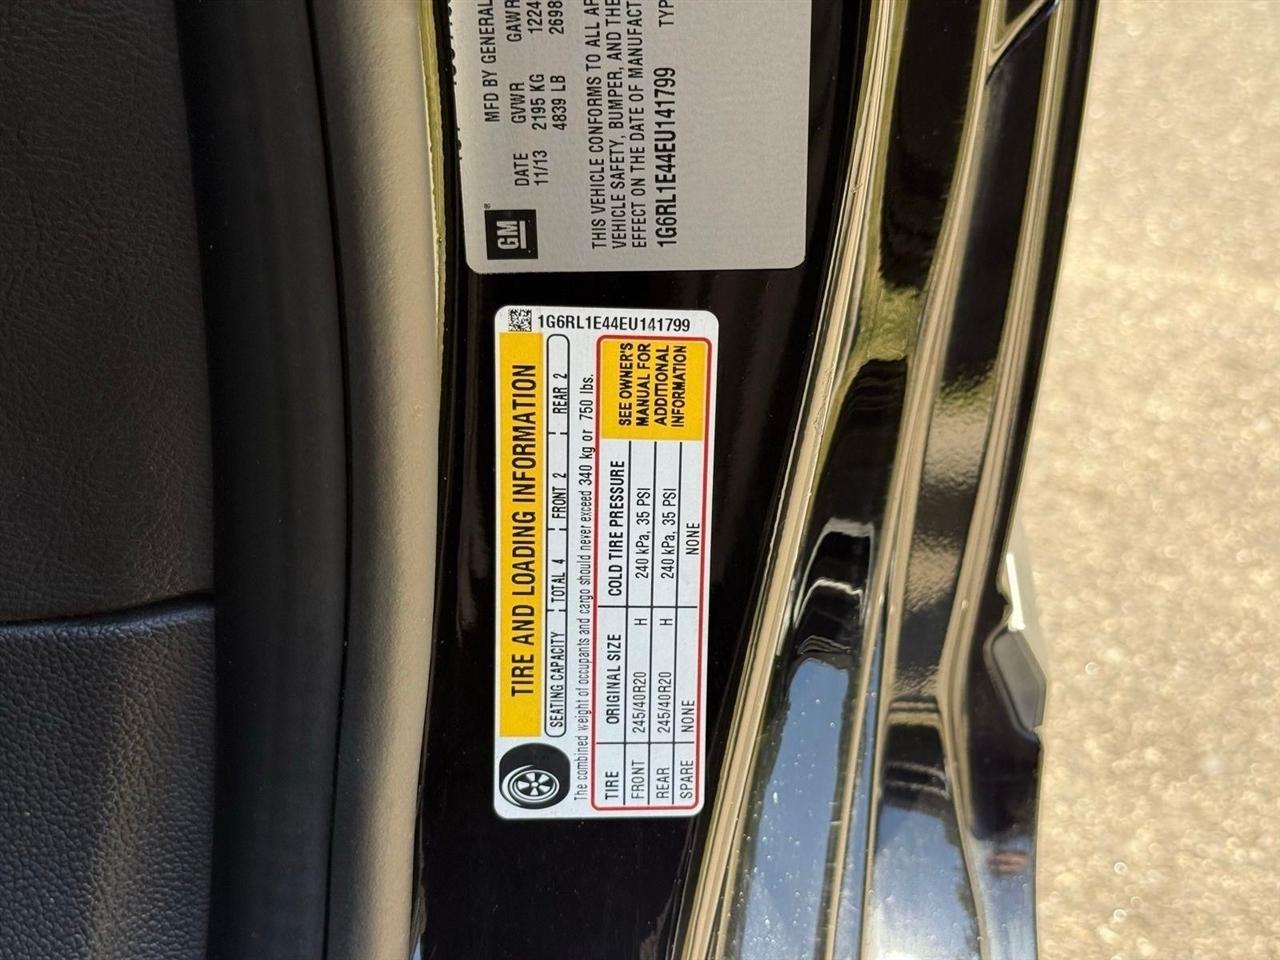 MFD BY GENERAL
DATE GVWR GAWR
11/13 2195 KG 1224
4839 LB 2698
GM
THIS VEHICLE CONFORMS TO ALL AP
VEHICLE SAFETY, BUMPER, AND THE
EFFECT ON THE DATE OF MANUFACT
1G6RL1E44EU141799 TYP
1G6RL1E44EU141799
TIRE AND LOADING INFORMATION
SEATING CAPACITY TOTAL 4 FRONT 2 REAR 2
The combined weight of occupants and cargo should never exceed 340 kg or 750 lbs.
TIRE ORIGINAL SIZE COLD TIRE PRESSURE
FRONT 245/40R20 H 240 kPa, 35 PSI
REAR 245/40R20 H 240 kPa, 35 PSI
SPARE NONE NONE
SEE OWNER'S
MANUAL FOR
ADDITIONAL
INFORMATION